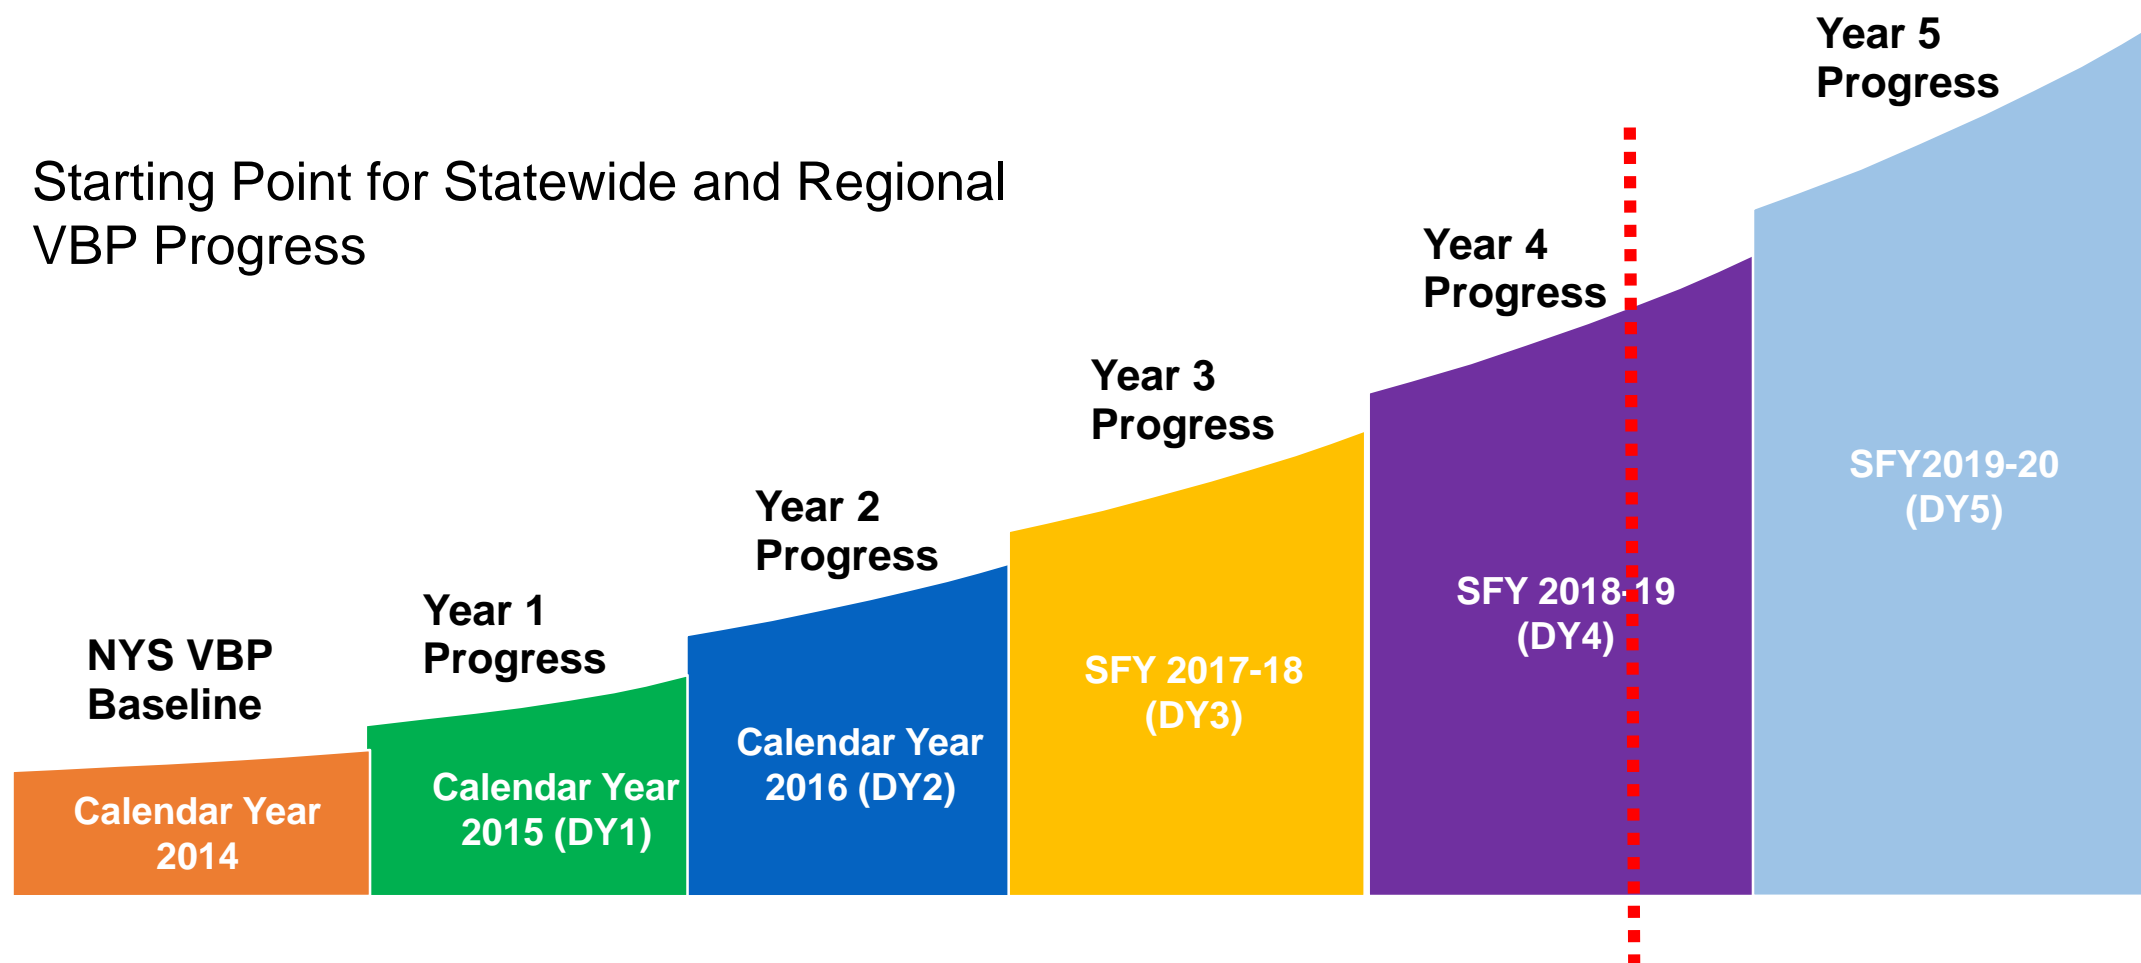 Starting Point for Statewide and Regional
VBP Progress
NYS VBP
Baseline
Calendar Year
2014
Year 1
Progress
Calendar Year
2015 (DY1)
Year 2
Progress
Calendar Year
2016 (DY2)
Year 3
Progress
SFY 2017-18
(DY3)
Year 4
Progress
SFY 2018-19
(DY4)
Year 5
Progress
SFY2019-20
(DY5)